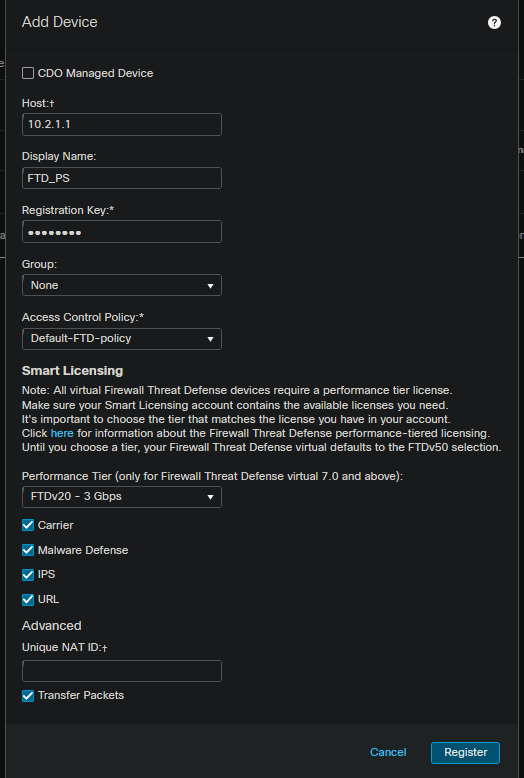 Add Device
?
CDO Managed Device
Host:†
10.2.1.1
Display Name:
FTD_PS
Registration Key:*
••••••••
Group:
None
Access Control Policy:*
Default-FTD-policy
Smart Licensing
Note: All virtual Firewall Threat Defense devices require a performance tier license.
Make sure your Smart Licensing account contains the available licenses you need.
It's important to choose the tier that matches the license you have in your account.
Click here for information about the Firewall Threat Defense performance-tiered licensing.
Until you choose a tier, your Firewall Threat Defense virtual defaults to the FTDv50 selection.
Performance Tier (only for Firewall Threat Defense virtual 7.0 and above):
FTDv20 - 3 Gbps
Carrier
Malware Defense
IPS
URL
Advanced
Unique NAT ID:†
Transfer Packets
Cancel
Register